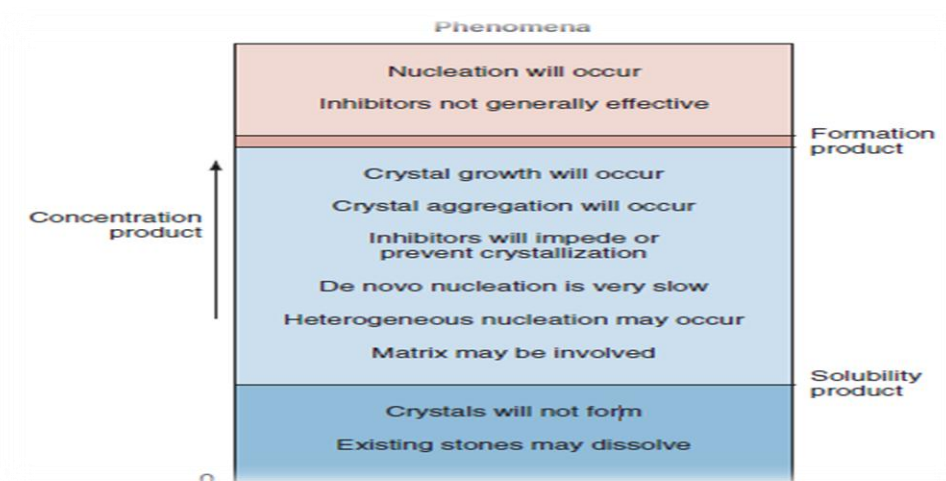 Phenomena
Nucleation will occur
Inhibitors not generally effective
Formation
product
Crystal growth will occur
Crystal aggregation will occur
Concentration
product
Inhibitors will impede or
prevent crystallization
De novo nucleation is very slow
Heterogeneous nucleation may occur
Matrix may be involved
Solubility
product
Crystals will not form
Existing stones may dissolve